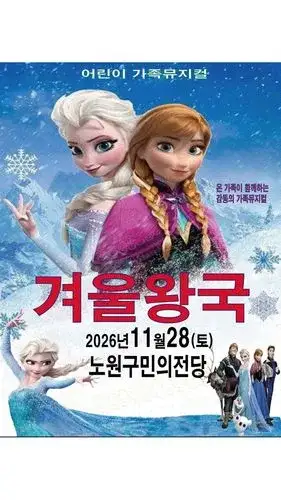 어린이 가족뮤지컬
온 가족이 함께하는
감동의 가족뮤지컬
겨울왕국
2026년11월28(토)
노원구민의전당